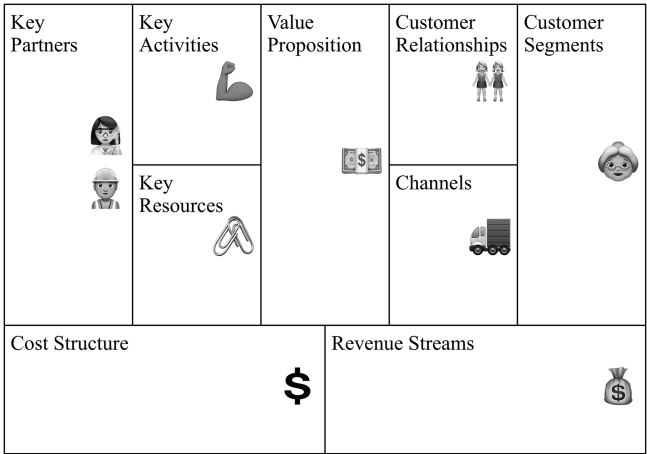 Key
Partners
Key
Activities
Key
Resources
Value
Proposition
$
Customer
Relationships
Channels
Customer
Segments
Cost Structure
$
Revenue Streams
$